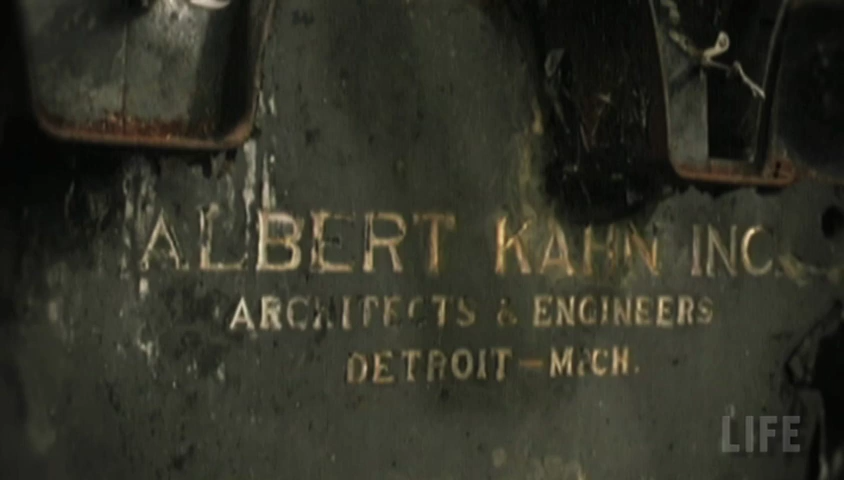 ALBERT KAHN INC.
ARCHITECTS & ENGINEERS
DETROIT—MICH.
LIFE